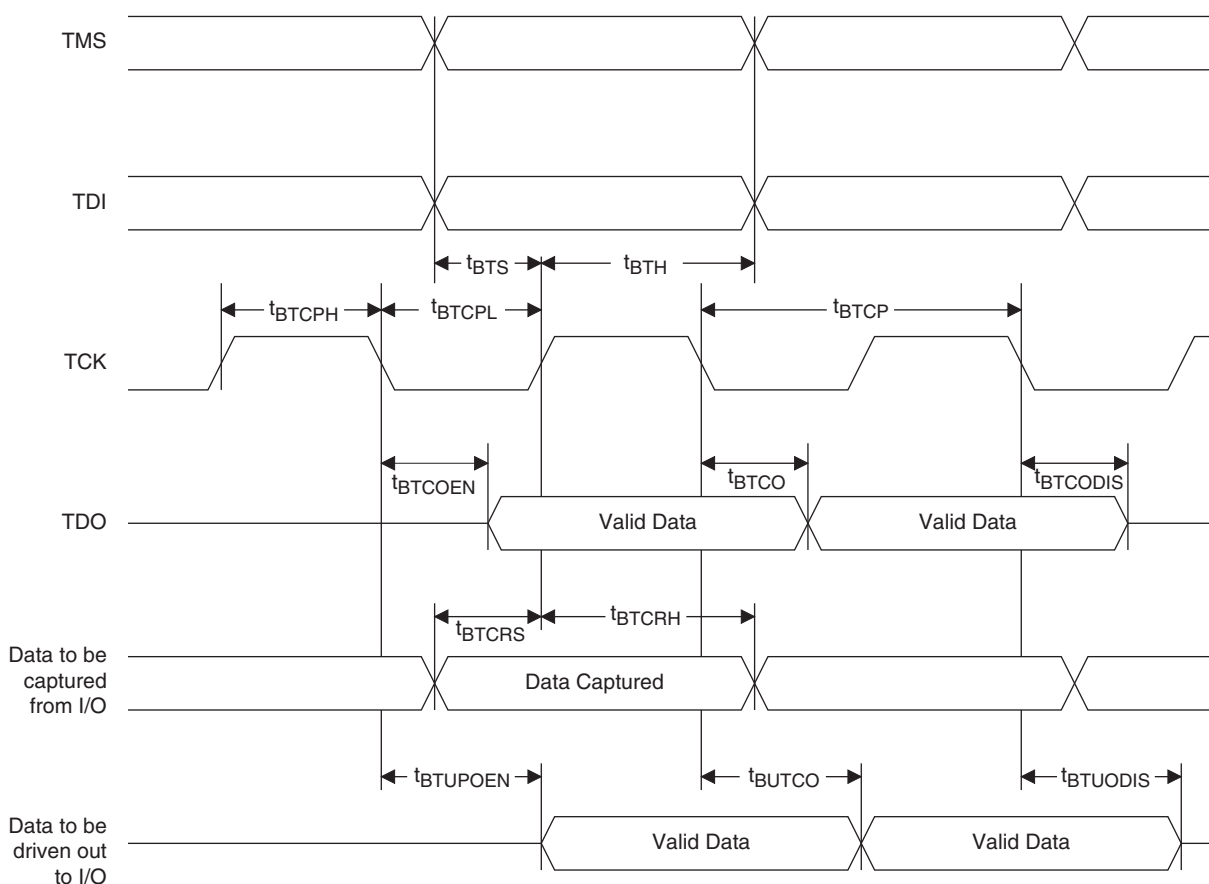 TMS
TDI
tBTS
tBTH
tBTCPH
tBTCPL
tBTCP
TCK
tBTCOEN
tBTCO
tBTCODIS
TDO
Valid Data
Valid Data
tBTCRS
tBTCRH
Data to be
captured
from I/O
Data Captured
tBTUPOEN
tBUTCO
tBTUODIS
Data to be
driven out
to I/O
Valid Data
Valid Data